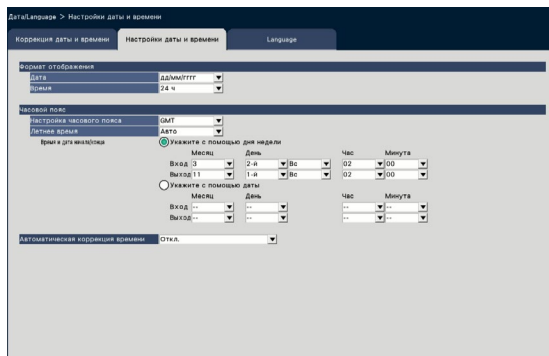 Дата/Language > Настройки даты и времени
Коррекция даты и времени Настройки даты и времени Language
Формат отображения
Дата дд/мм/гггг
Время 24 ч
Часовой пояс
Настройка часового пояса GMT
Летнее время Авто
Время и дата начала/конца Укажите с помощью дня недели
Месяц День Час Минута
Вход 3 2-й Вс 02 00
Выход 11 1-й Вс 02 00
Укажите с помощью даты
Месяц День Час Минута
Вход -- -- -- --
Выход -- -- -- --
Автоматическая коррекция времени Откл.